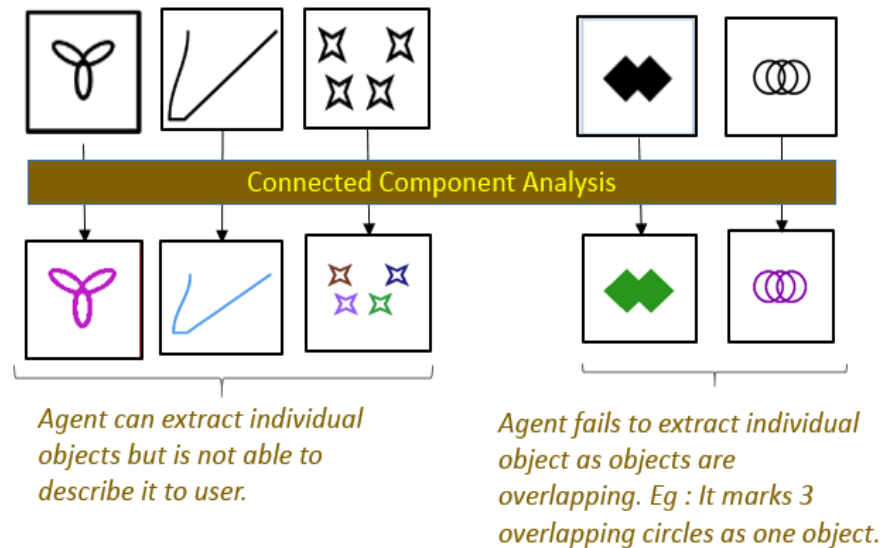 Connected Component Analysis
Agent can extract individual
objects but is not able to
describe it to user.
Agent fails to extract individual
object as objects are
overlapping. Eg : It marks 3
overlapping circles as one object.